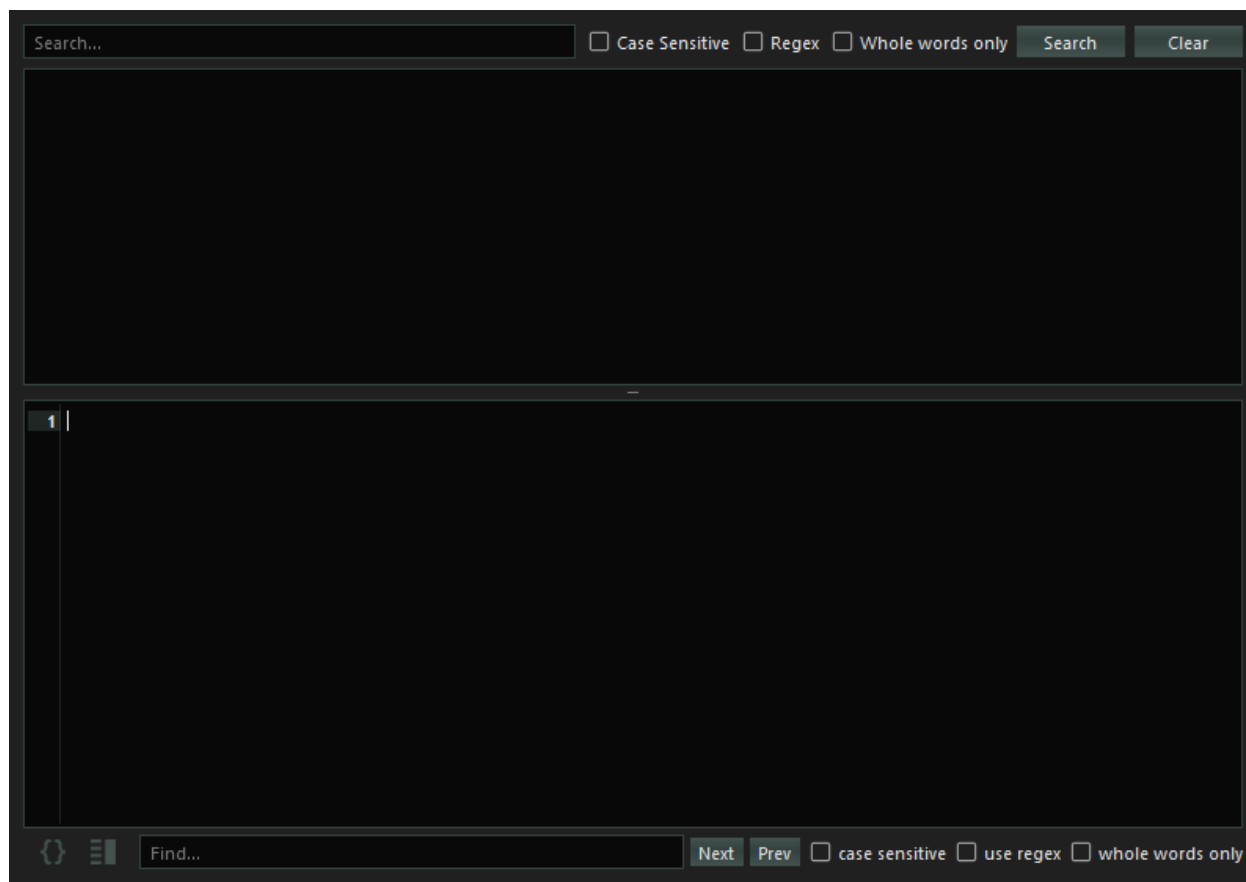 Search... Case Sensitive Regex Whole words only Search Clear
1
Find... Next Prev case sensitive use regex whole words only